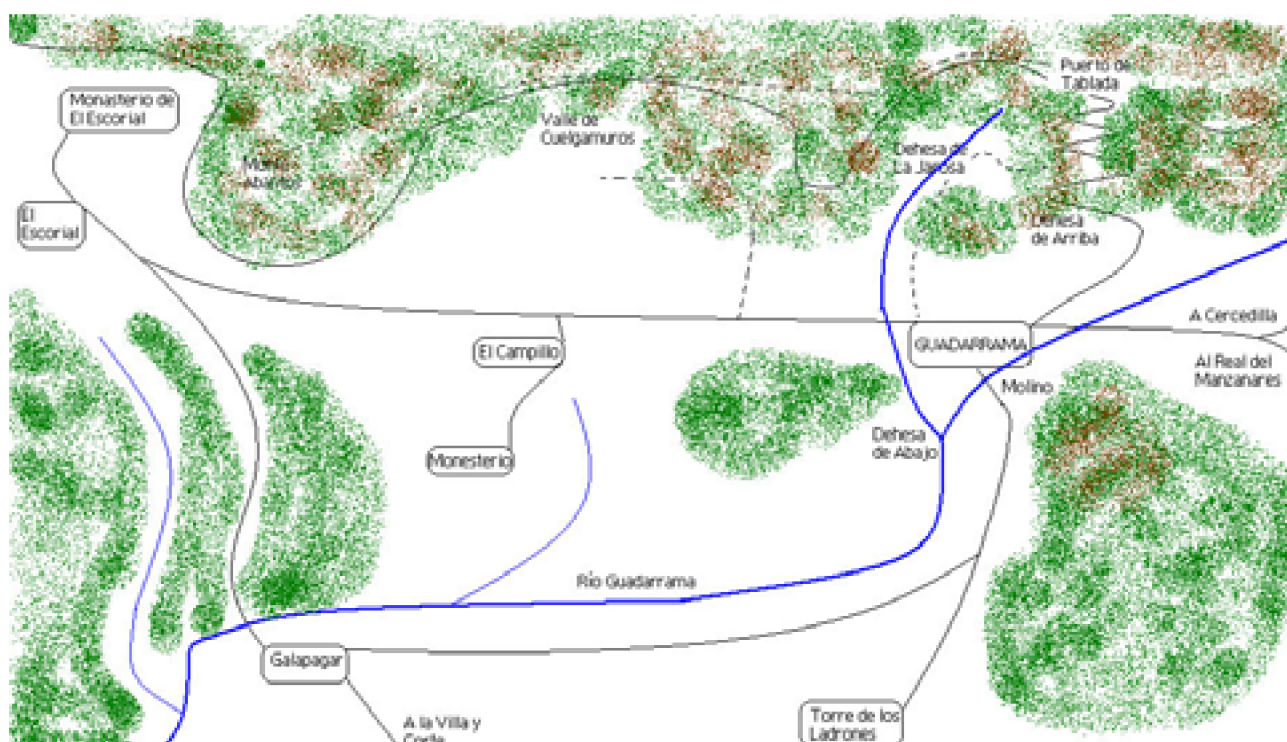 Puerto de
Tablada
Monasterio de
El Escorial
Valle de
Cuelgamuros
Dehesa de
La Jarosa
Monte
Abantos
El
Escorial
Dehesa
de Arriba
A Cercedilla
GUADARRAMA
El Campillo
Al Real del
Manzanares
Molino
Dehesa
de Abajo
Monesterio
Río Guadarrama
Galapagar
Torre de los
Ladrones
A la Villa y
Corte